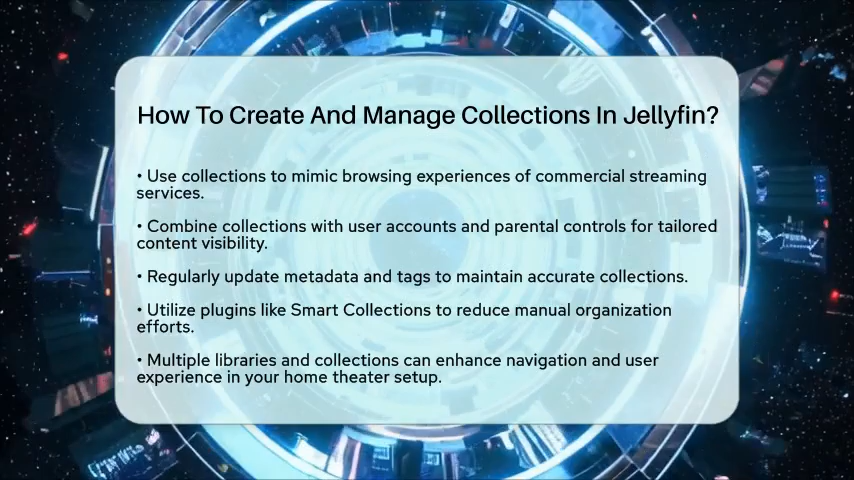 How To Create And Manage Collections In Jellyfin?
• Use collections to mimic browsing experiences of commercial streaming
services.
• Combine collections with user accounts and parental controls for tailored
content visibility.
• Regularly update metadata and tags to maintain accurate collections.
• Utilize plugins like Smart Collections to reduce manual organization
efforts.
• Multiple libraries and collections can enhance navigation and user
experience in your home theater setup.